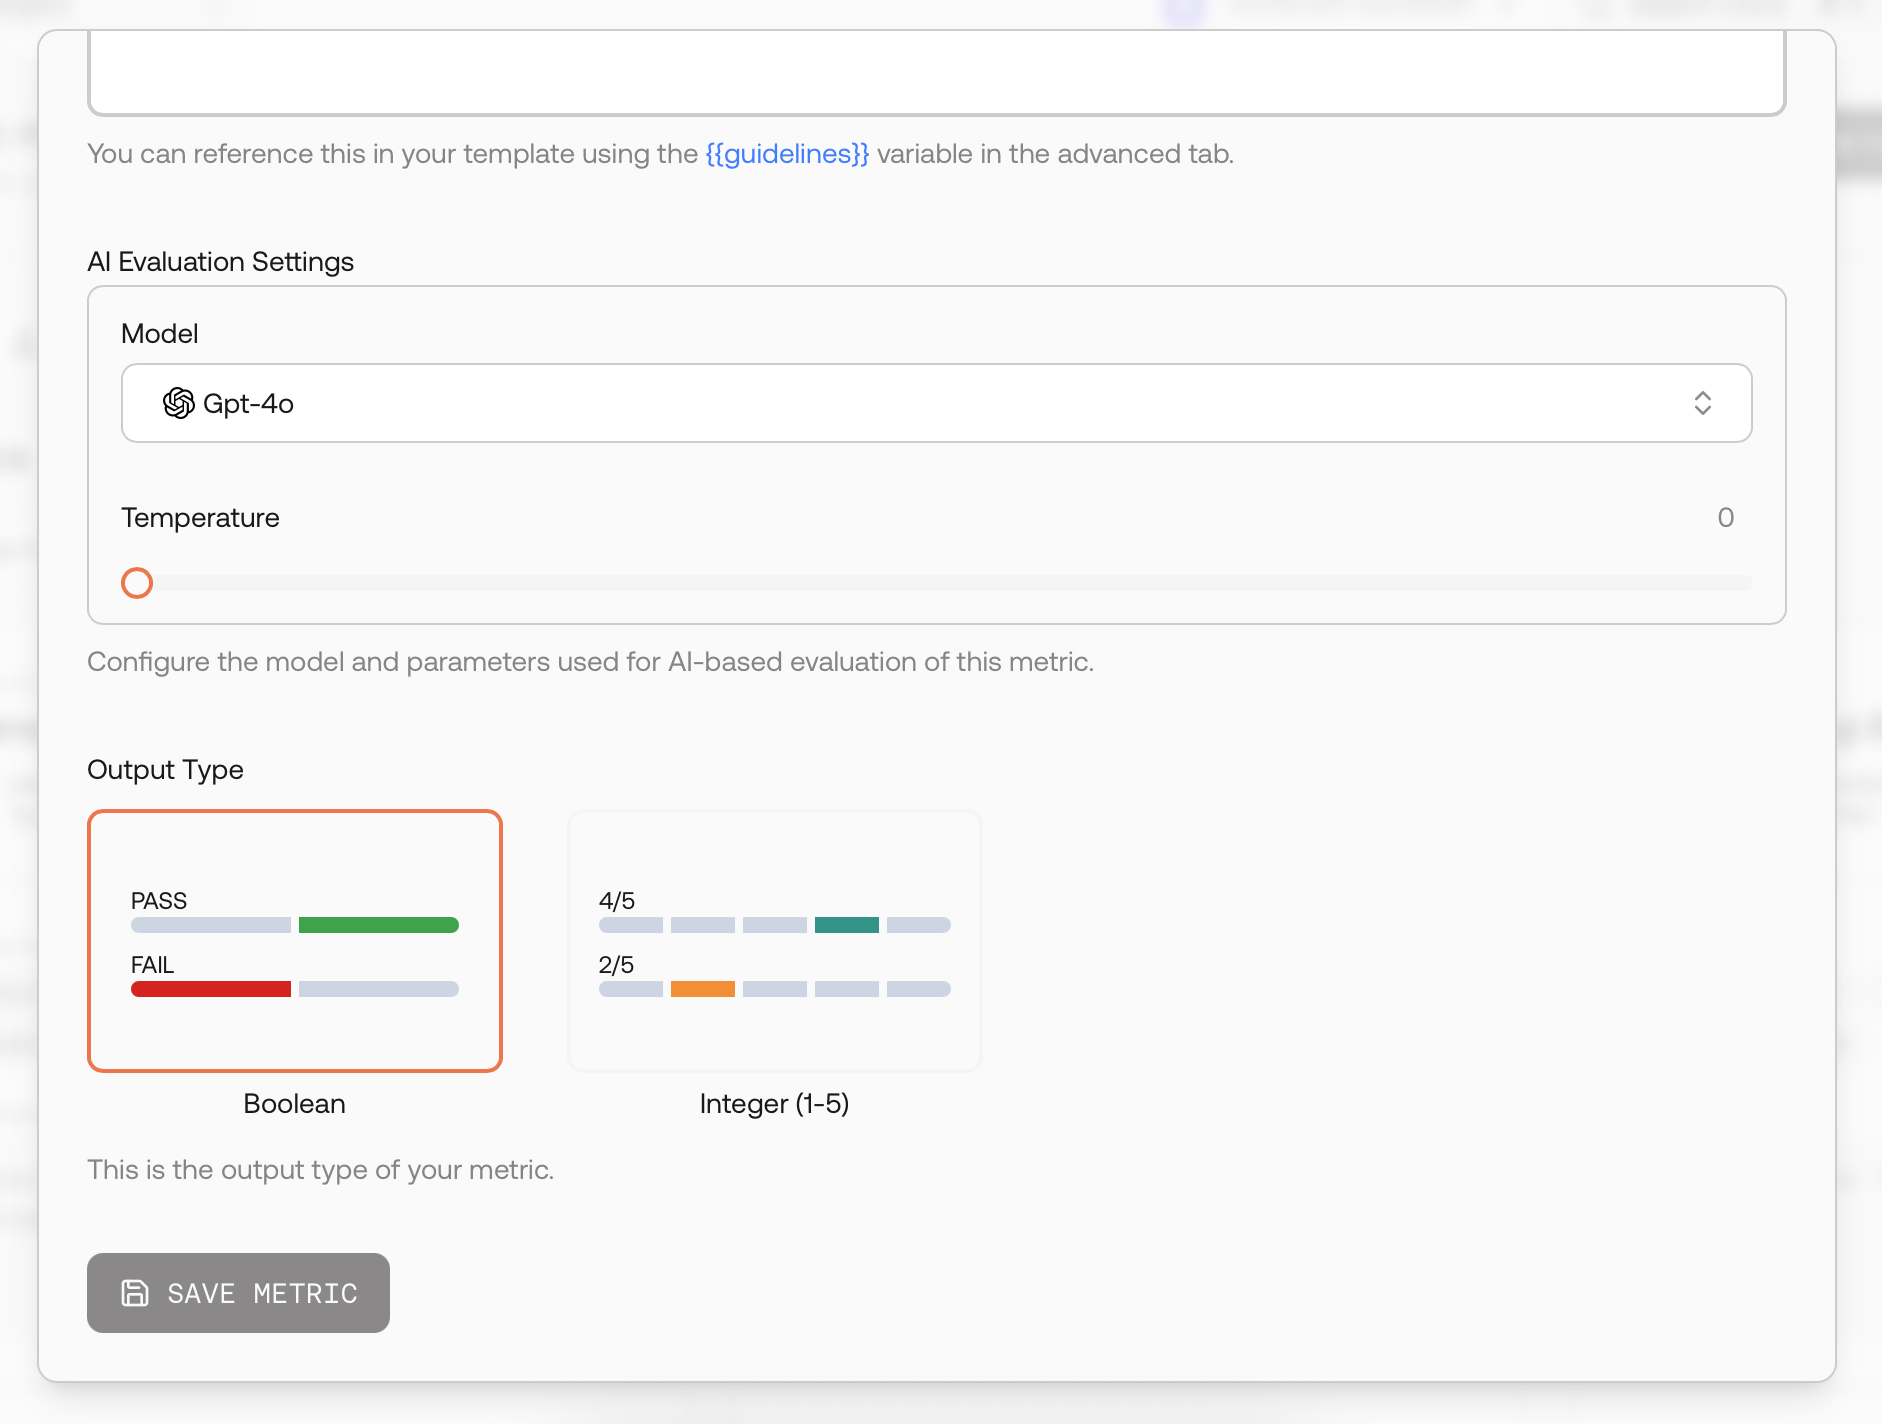 You can reference this in your template using the {{guidelines}} variable in the advanced tab.
AI Evaluation Settings
Model
Gpt-4o
Temperature
0
Configure the model and parameters used for AI-based evaluation of this metric.
Output Type
PASS
FAIL
4/5
2/5
Boolean
Integer (1-5)
This is the output type of your metric.
SAVE METRIC